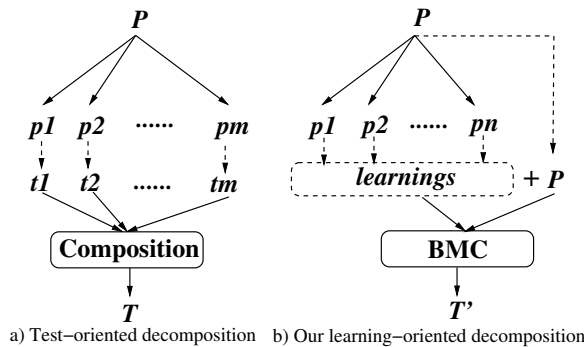 P P
p1 p2 ...... pm p1 p2 ...... pn
t1 t2 ...... tm learnings + P
Composition BMC
T T'
a) Test-oriented decomposition b) Our learning-oriented decomposition